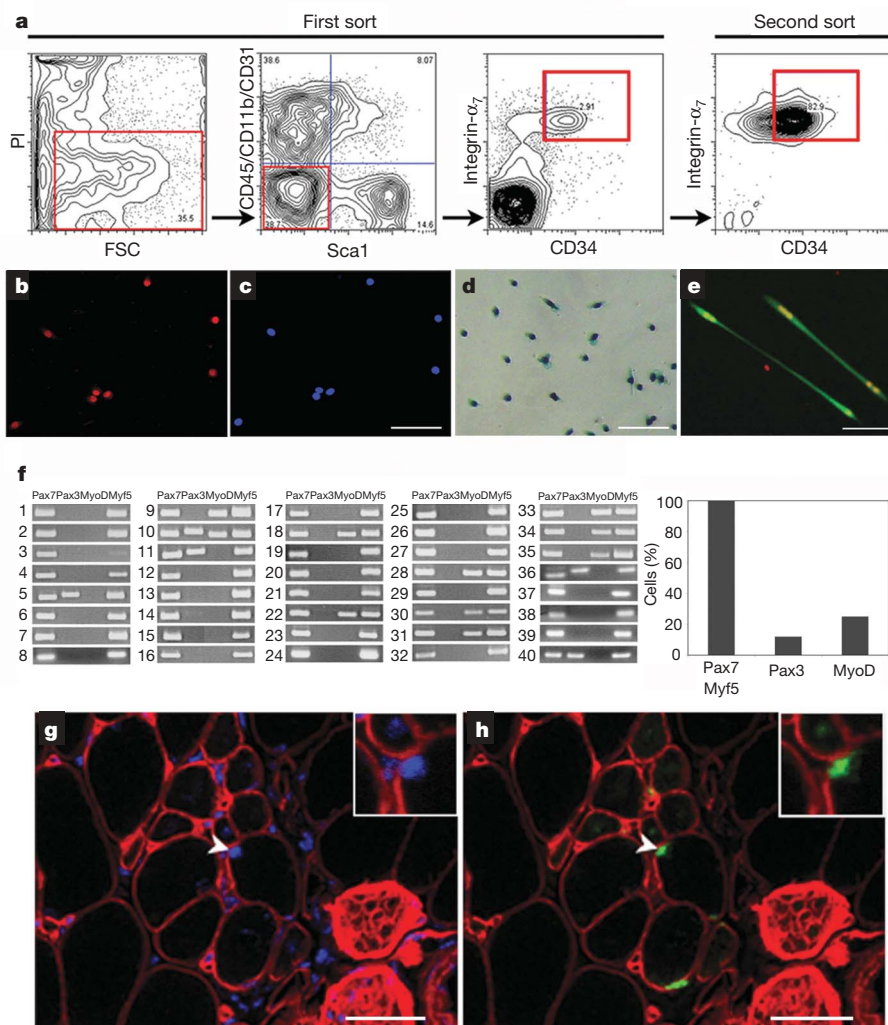 a
First sort
Second sort
PI
35.5
FSC
CD45/CD11b/CD31
38.6
8.07
14.6
Sca1
Integrin-α7
2.91
CD34
Integrin-α7
82.9
CD34
b
c
d
e
f
Pax7Pax3MyoDMyf5
Pax7Pax3MyoDMyf5
Pax7Pax3MyoDMyf5
Pax7Pax3MyoDMyf5
Pax7Pax3MyoDMyf5
1 9 17 25 33
2 10 18 26 34
3 11 19 27 35
4 12 20 28 36
5 13 21 29 37
6 14 22 30 38
7 15 23 31 39
8 16 24 32 40
Cells (%)
100
80
60
40
20
0
Pax7
Myf5
Pax3
MyoD
g
h